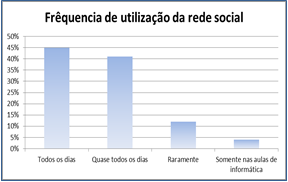 Frêquencia de utilização da rede social
50%
45%
40%
35%
30%
25%
20%
15%
10%
5%
0%
Todos os dias
Quase todos os dias
Raramente
Somente nas aulas de
informática